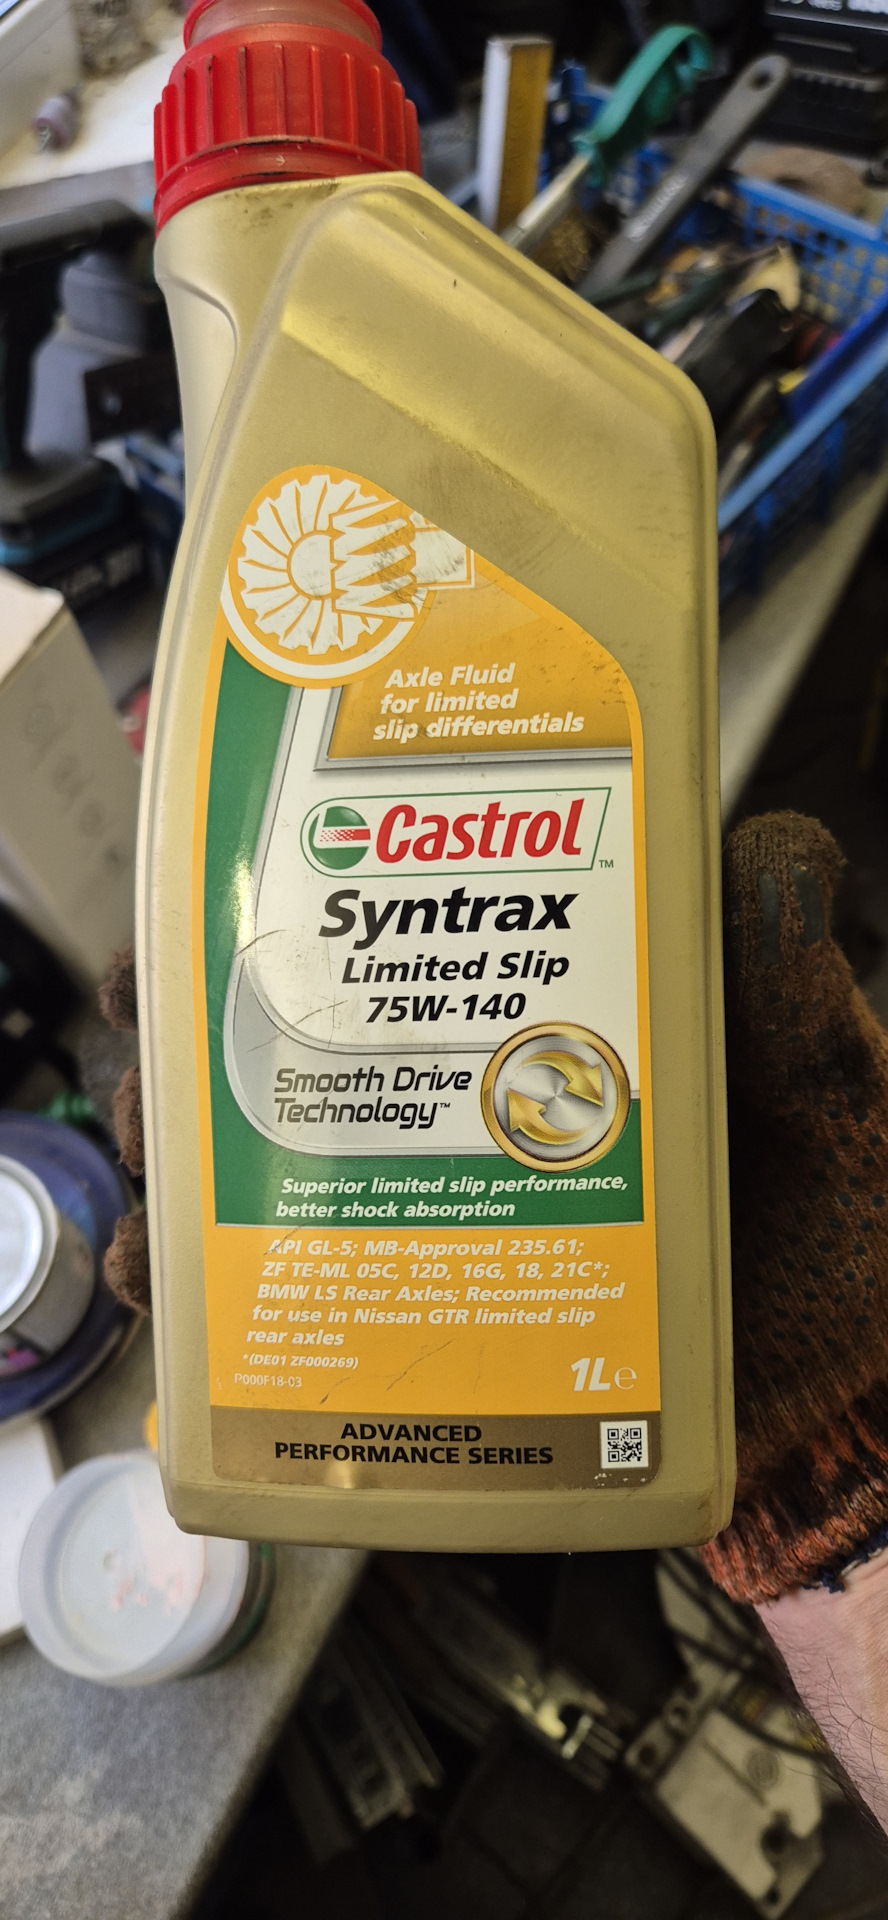 Axle Fluid
for limited
slip differentials
Castrol™
Syntrax
Limited Slip
75W-140
Smooth Drive
Technology™
Superior limited slip performance,
better shock absorption
API GL-5; MB-Approval 235.61;
ZF TE-ML 05C, 12D, 16G, 18, 21C*;
BMW LS Rear Axles; Recommended
for use in Nissan GTR limited slip
rear axles
*(DE01 ZF000269)
P000F18-03
1L e
ADVANCED
PERFORMANCE SERIES